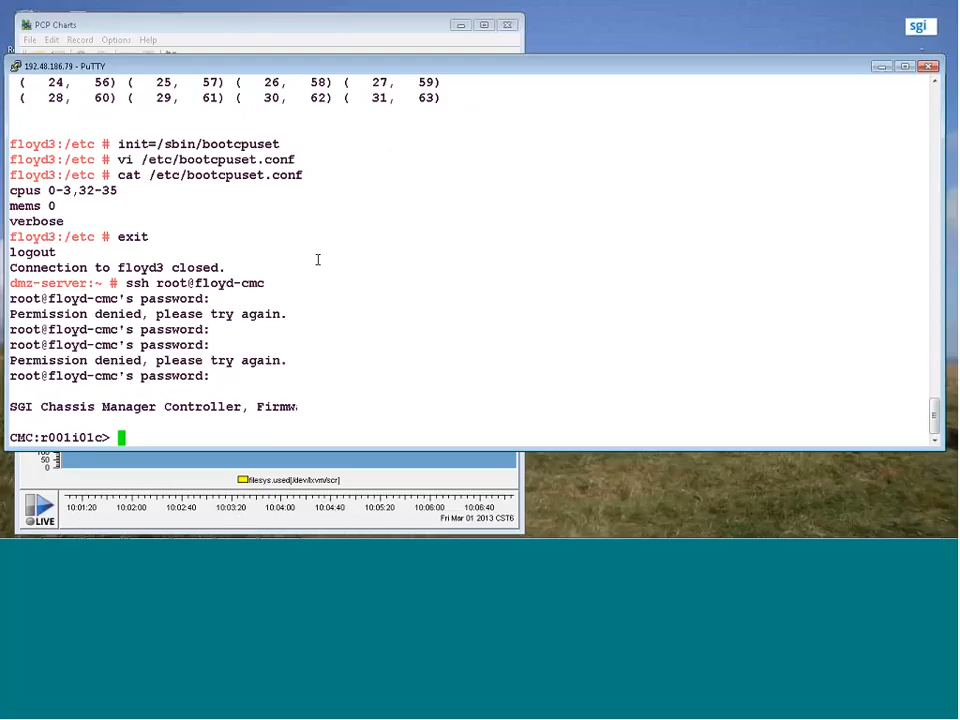 PCP Charts
File Edit Record Options Help
sgi
192.48.186.79 - PuTTY
( 24, 56) ( 25, 57) ( 26, 58) ( 27, 59)
( 28, 60) ( 29, 61) ( 30, 62) ( 31, 63)
floyd3:/etc # init=/sbin/bootcpuset
floyd3:/etc # vi /etc/bootcpuset.conf
floyd3:/etc # cat /etc/bootcpuset.conf
cpus 0-3,32-35
mems 0
verbose
floyd3:/etc # exit
logout
Connection to floyd3 closed.
dmz-server:~ # ssh root@floyd-cmc
root@floyd-cmc's password:
Permission denied, please try again.
root@floyd-cmc's password:
root@floyd-cmc's password:
Permission denied, please try again.
root@floyd-cmc's password:
SGI Chassis Manager Controller, Firmw
CMC:r001i01c>
50
0
filesys.used[/dev/lxvm/scr]
LIVE
10:01:20 10:02:00 10:02:40 10:03:20 10:04:00 10:04:40 10:05:20 10:06:00 10:06:40
Fri Mar 01 2013 CST6